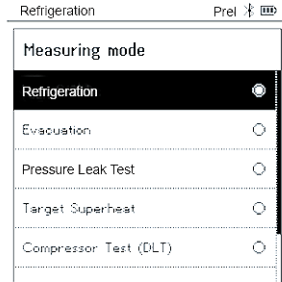 Refrigeration Prel
Measuring mode
Refrigeration
Evacuation
Pressure Leak Test
Target Superheat
Compressor Test (DLT)